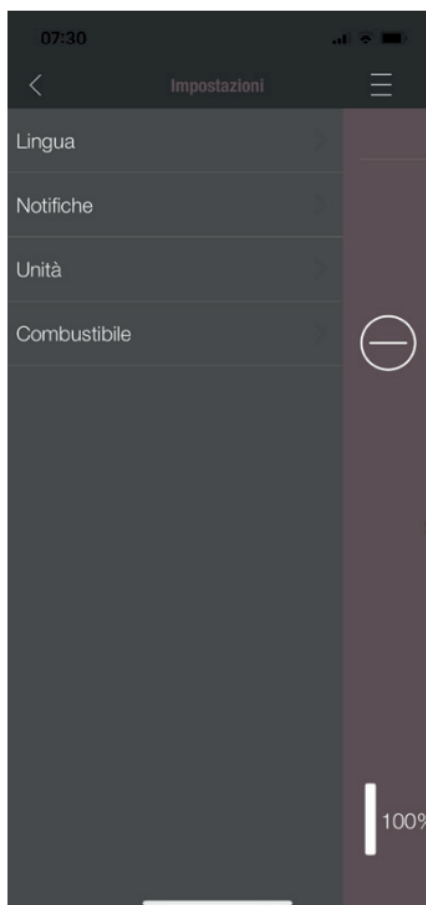 07:30
Impostazioni
Lingua
Notifiche
Unità
Combustibile
100%